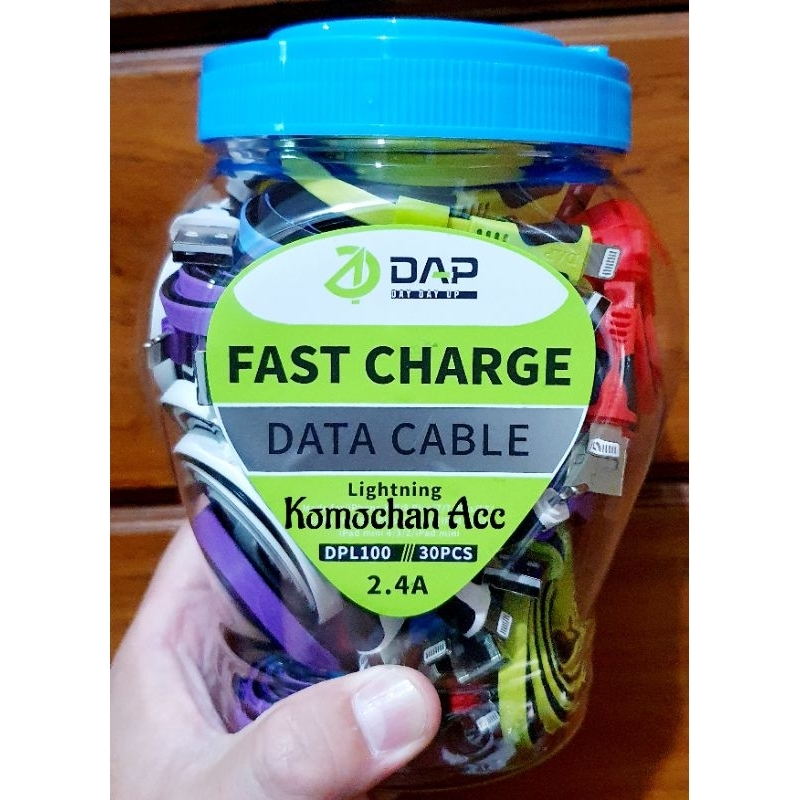 DAP
DAY DAY UP
FAST CHARGE
DATA CABLE
Lightning
Komochan Acc
DPL100 /// 30PCS
2.4A